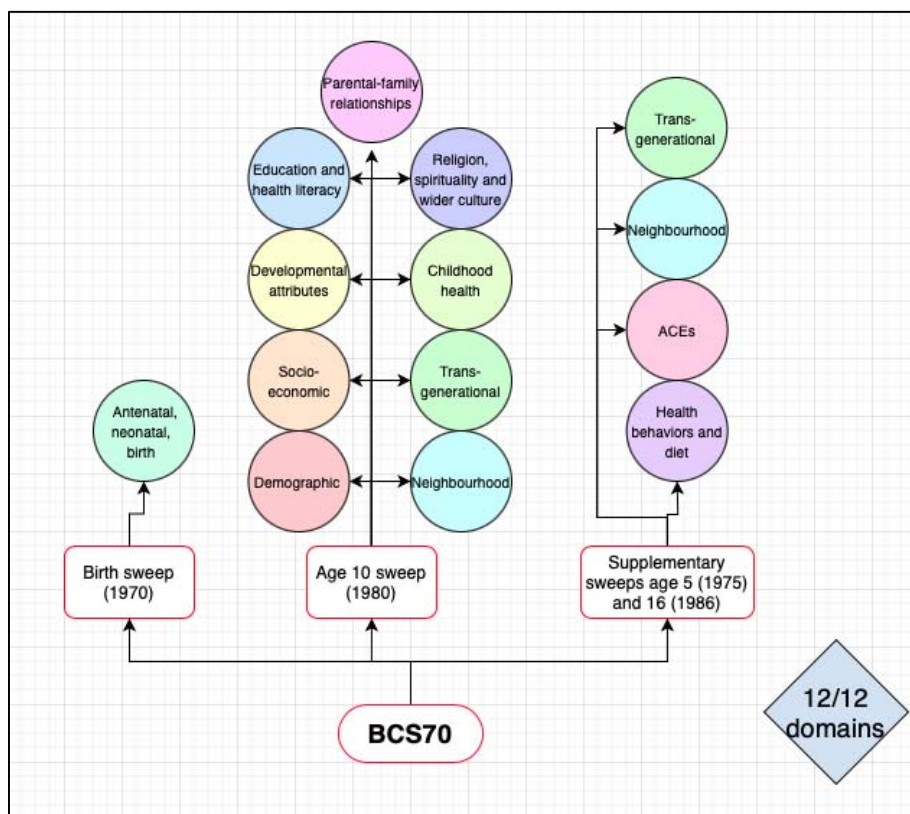 Parental-family
relationships
Education and
health literacy
Religion,
spirituality and
wider culture
Developmental
attributes
Childhood
health
Socio-
economic
Trans-
generational
Demographic
Neighbourhood
Antenatal,
neonatal,
birth
Trans-
generational
Neighbourhood
ACEs
Health
behaviors and
diet
Birth sweep
(1970)
Age 10 sweep
(1980)
Supplementary
sweeps age 5 (1975)
and 16 (1986)
BCS70
12/12
domains